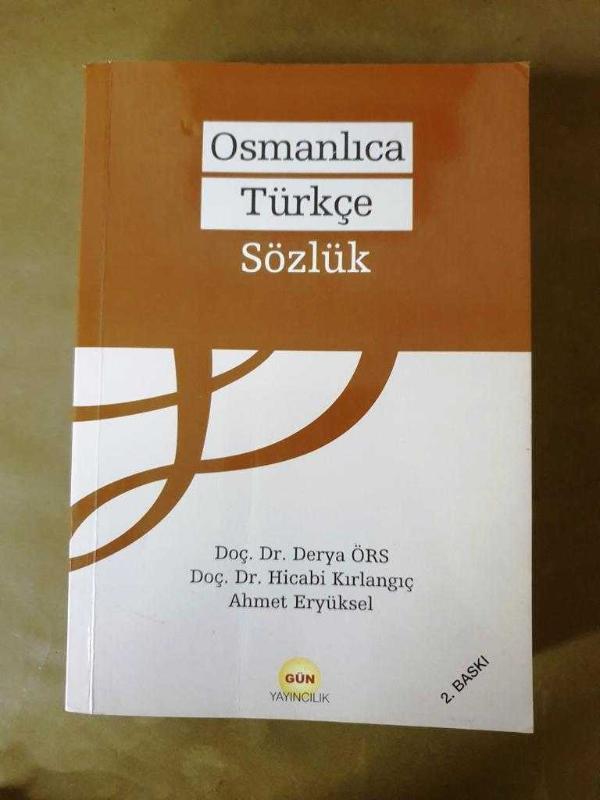 Osmanlıca
Türkçe
Sözlük
Doç. Dr. Derya ÖRS
Doç. Dr. Hicabi Kırlangıç
Ahmet Eryüksel
GÜN
YAYINCILIK
2. BASKI